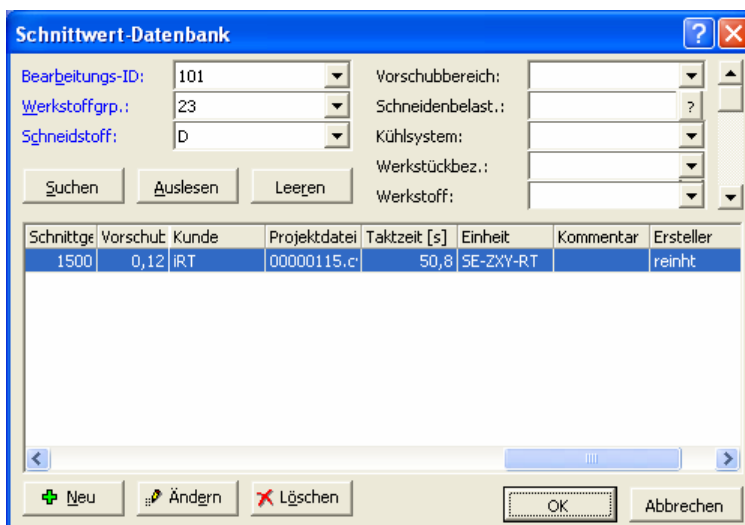 Schnittwert-Datenbank
Bearbeitungs-ID: 101 Vorschubbereich:
Werkstoffgrp.: 23 Schneidenbelast.: ?
Schneidstoff: D Kühlsystem:
Werkstückbez.:
Suchen Auslesen Leeren Werkstoff:
Schnittge Vorschub Kunde Projektdatei Taktzeit [s] Einheit Kommentar Ersteller
1500 0,12 iRT 00000115.c 50,8 SE-ZXY-RT reinht
Neu Ändern Löschen OK Abbrechen